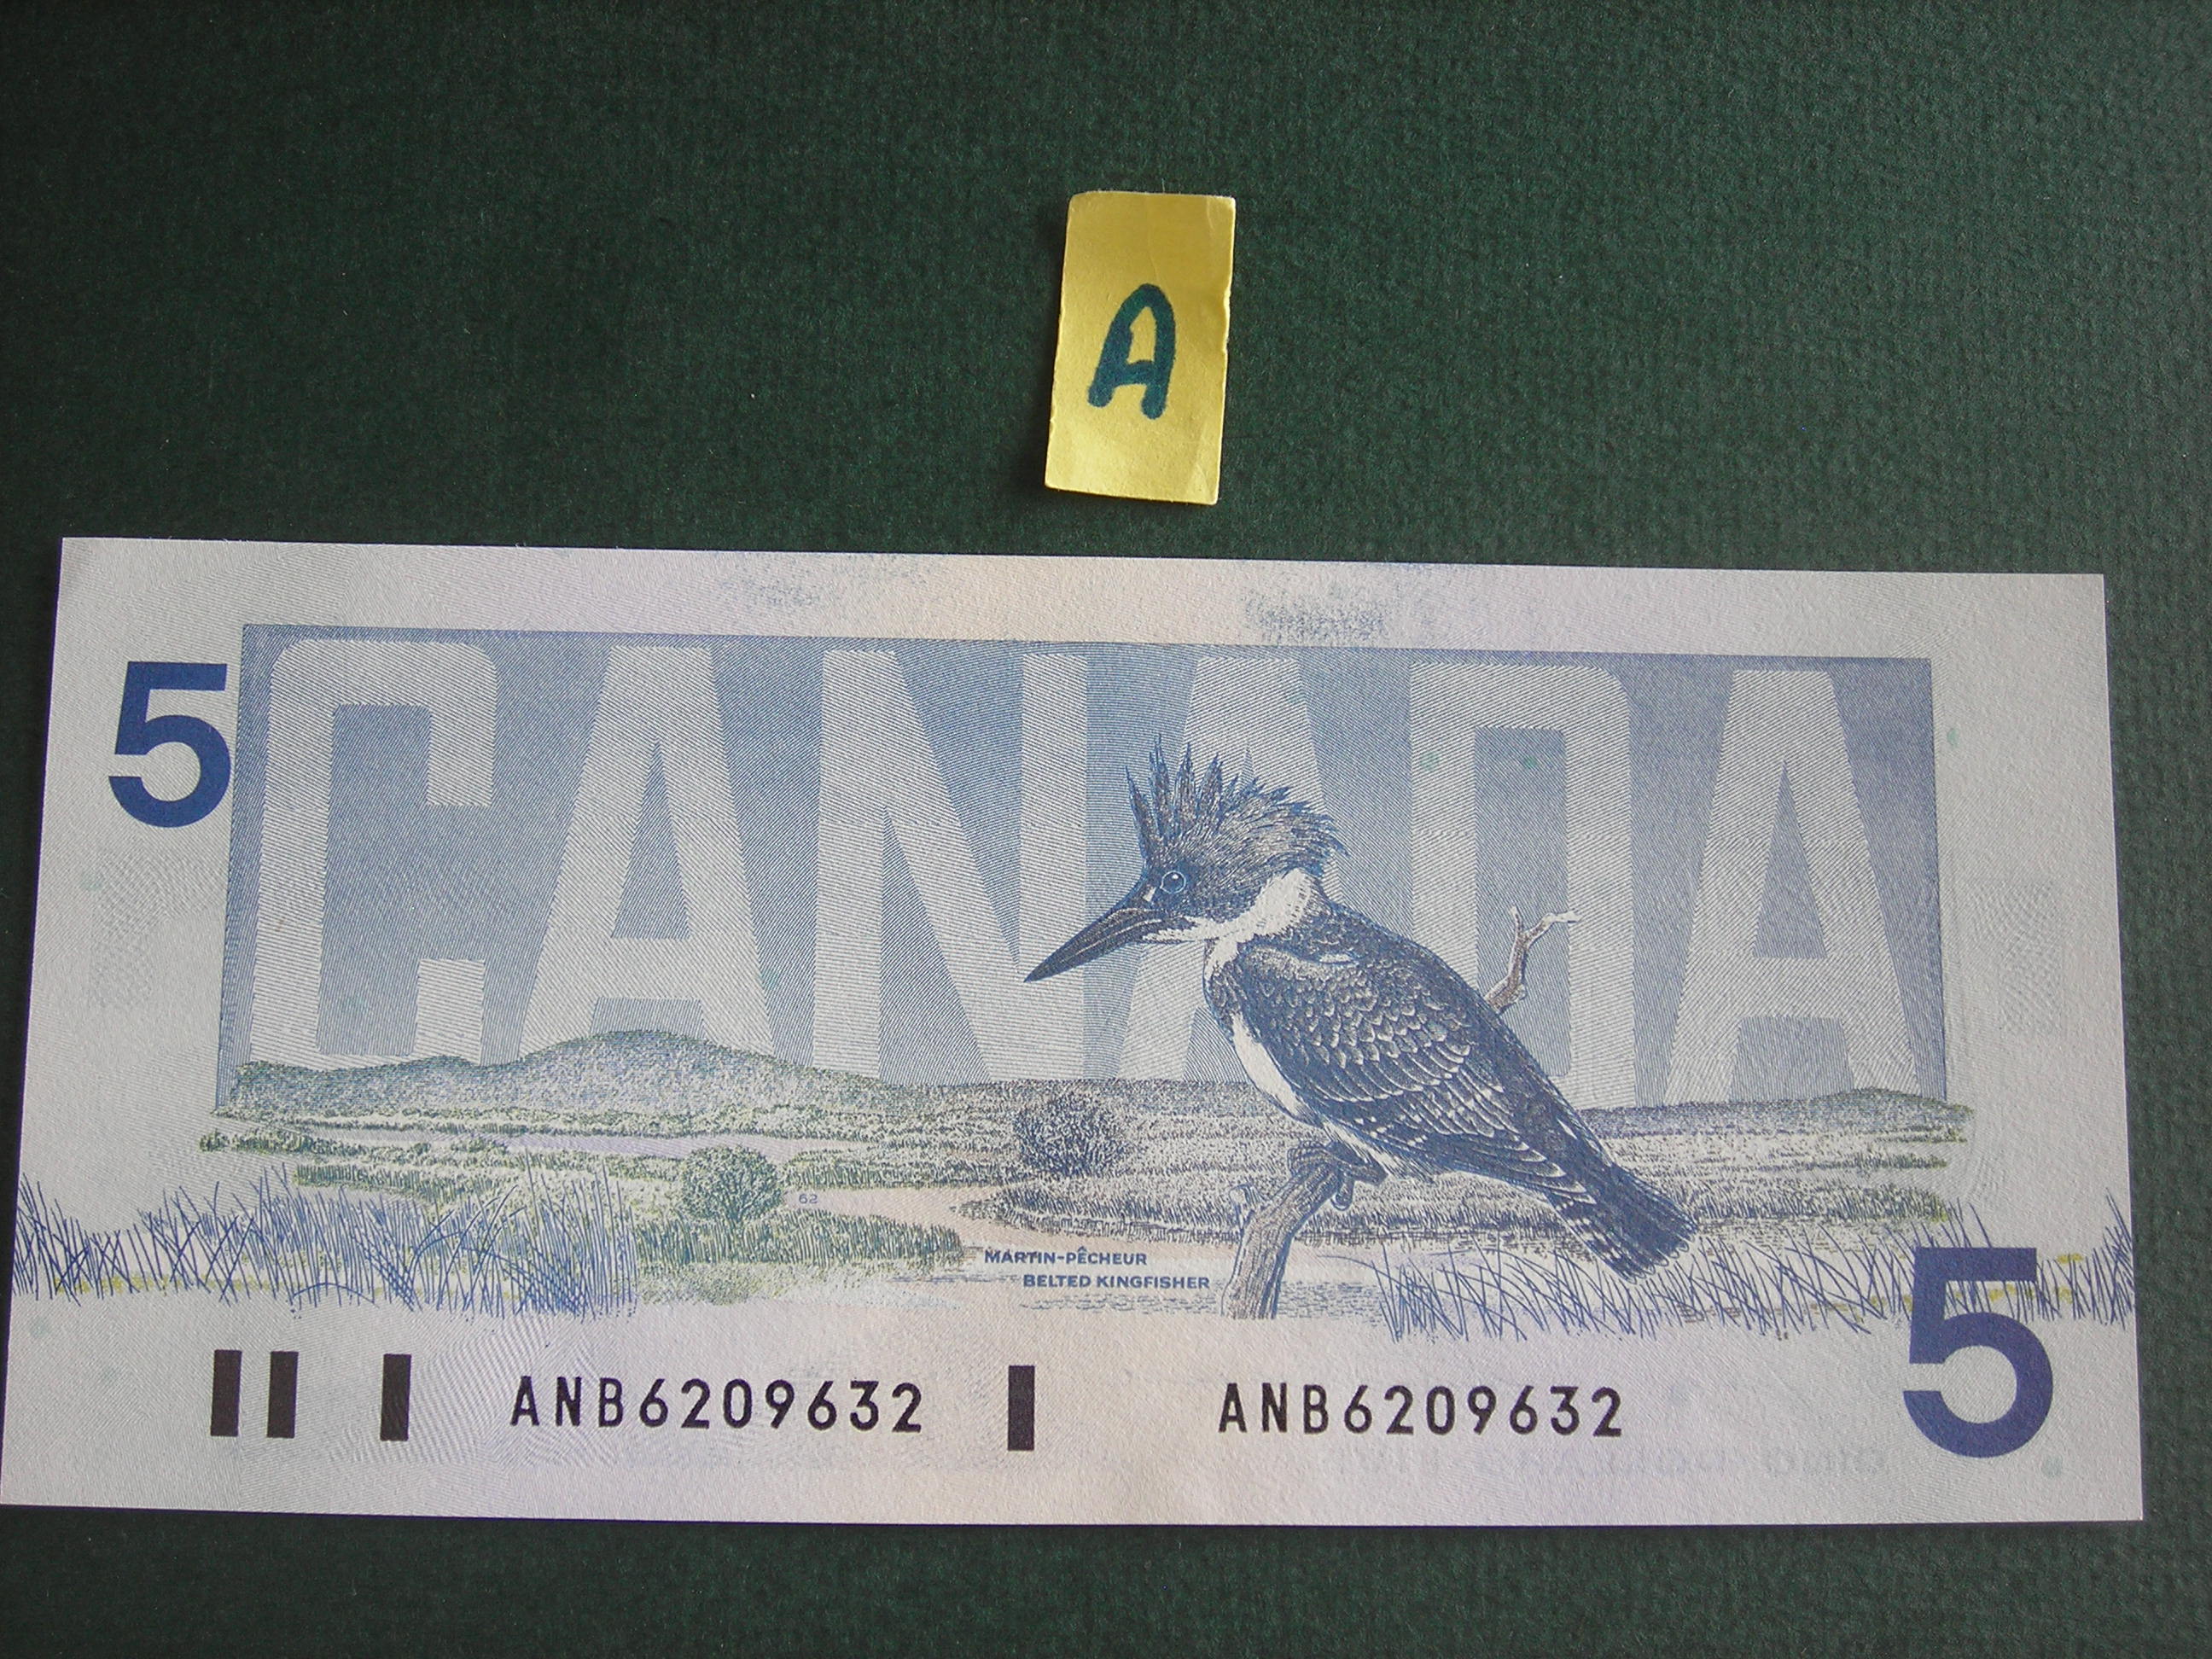 A
5
CANADA
62
MARTIN-PÊCHEUR
BELTED KINGFISHER
5
ANB6209632 ANB6209632